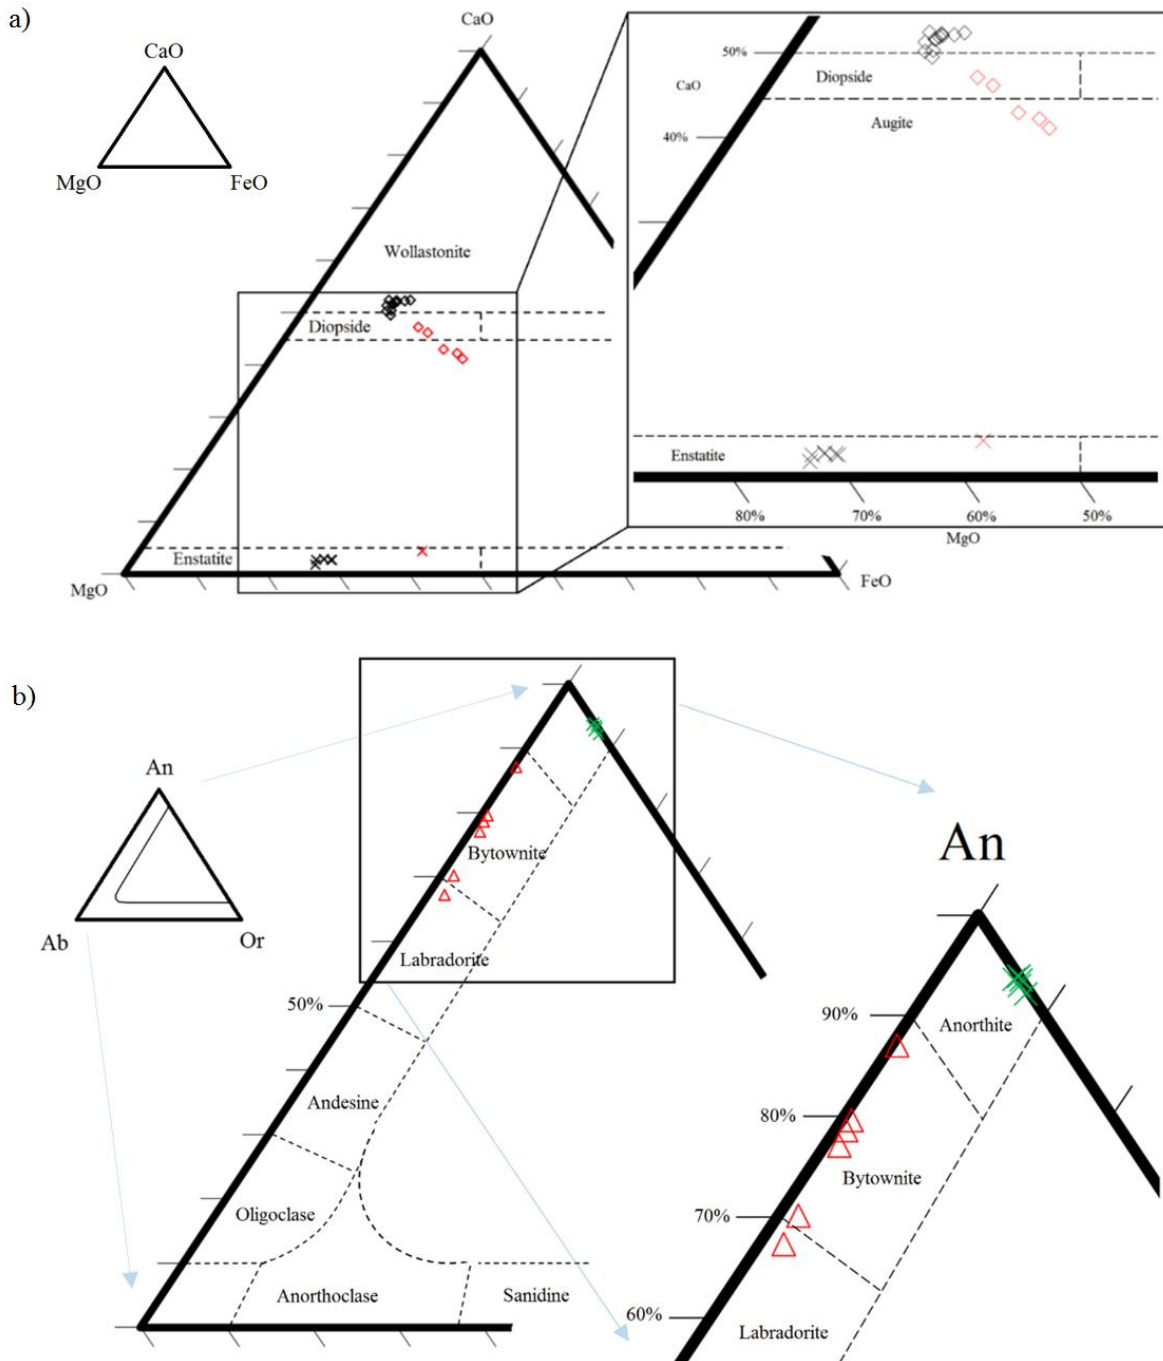 a)
CaO
MgO
FeO
CaO
Wollastonite
Diopside
Enstatite
MgO
FeO
50%
Diopside
CaO
Augite
40%
Enstatite
80%
70%
60%
50%
MgO
b)
An
Ab
Or
Bytownite
Labradorite
50%
Andesine
Oligoclase
Anorthoclase
Sanidine
An
90%
Anorthite
80%
Bytownite
70%
60%
Labradorite